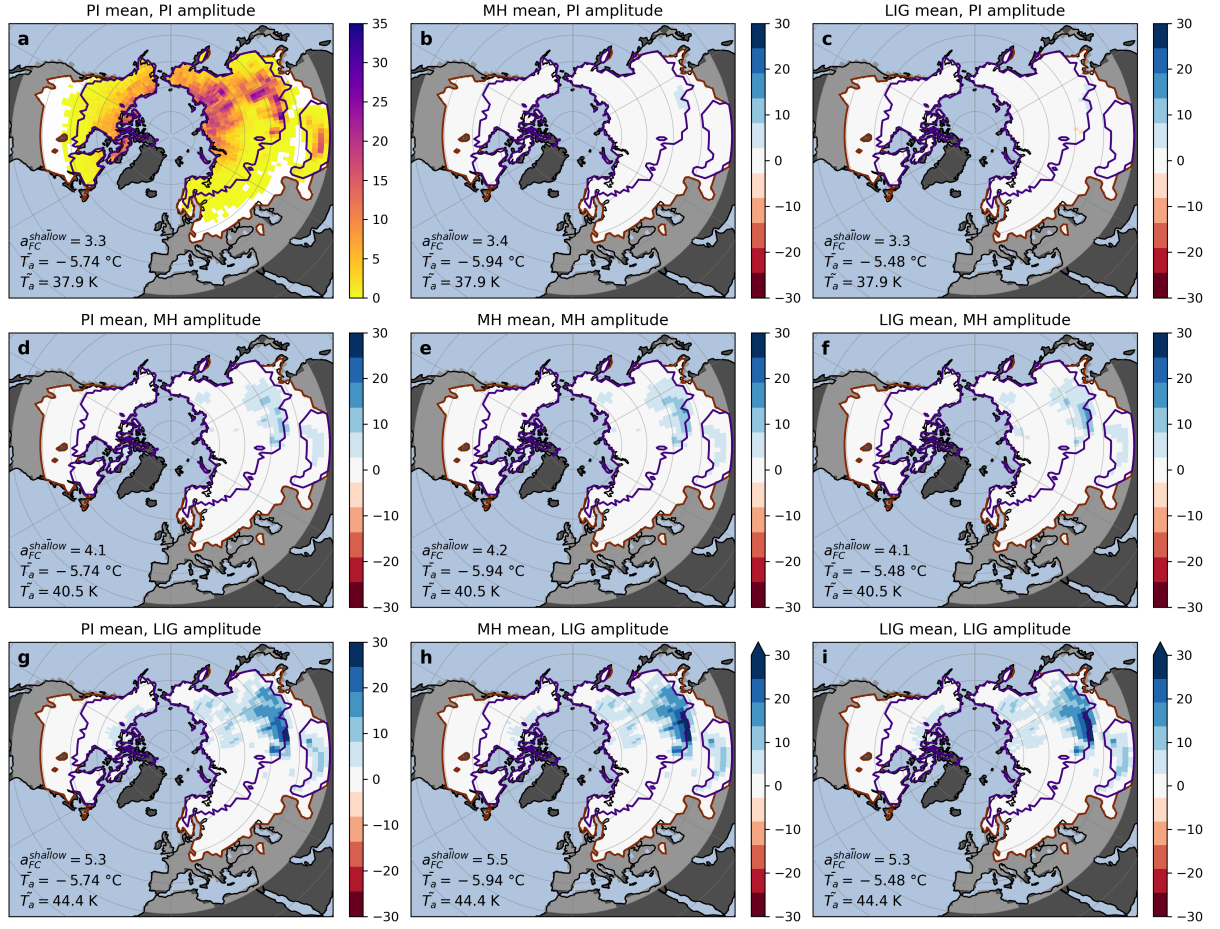 PI mean, PI amplitude
MH mean, PI amplitude
LIG mean, PI amplitude
a
b
c
35
30
25
20
15
10
5
0
30
20
10
0
−10
−20
−30
30
20
10
0
−10
−20
−30
a_FC^shallow = 3.3
T̄_a = −5.74 °C
T̃_a = 37.9 K
a_FC^shallow = 3.4
T̄_a = −5.94 °C
T̃_a = 37.9 K
a_FC^shallow = 3.3
T̄_a = −5.48 °C
T̃_a = 37.9 K
PI mean, MH amplitude
MH mean, MH amplitude
LIG mean, MH amplitude
d
e
f
30
20
10
0
−10
−20
−30
30
20
10
0
−10
−20
−30
30
20
10
0
−10
−20
−30
a_FC^shallow = 4.1
T̄_a = −5.74 °C
T̃_a = 40.5 K
a_FC^shallow = 4.2
T̄_a = −5.94 °C
T̃_a = 40.5 K
a_FC^shallow = 4.1
T̄_a = −5.48 °C
T̃_a = 40.5 K
PI mean, LIG amplitude
MH mean, LIG amplitude
LIG mean, LIG amplitude
g
h
i
30
20
10
0
−10
−20
−30
30
20
10
0
−10
−20
−30
30
20
10
0
−10
−20
−30
a_FC^shallow = 5.3
T̄_a = −5.74 °C
T̃_a = 44.4 K
a_FC^shallow = 5.5
T̄_a = −5.94 °C
T̃_a = 44.4 K
a_FC^shallow = 5.3
T̄_a = −5.48 °C
T̃_a = 44.4 K